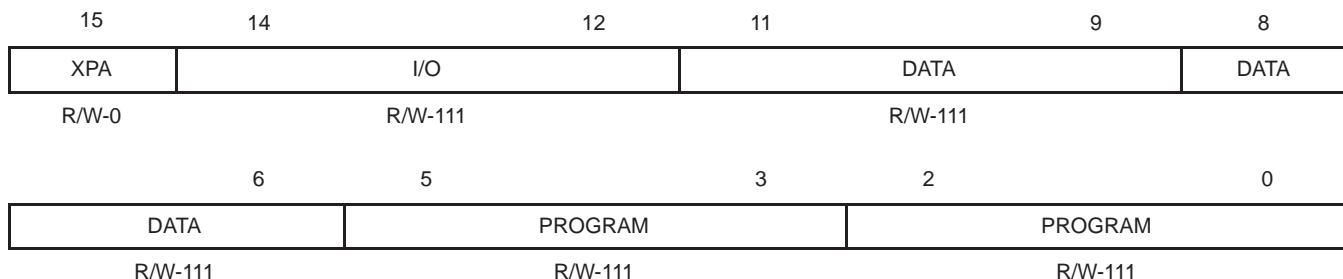 15 14 12 11 9 8
XPA I/O DATA DATA
R/W-0 R/W-111 R/W-111
6 5 3 2 0
DATA PROGRAM PROGRAM
R/W-111 R/W-111 R/W-111